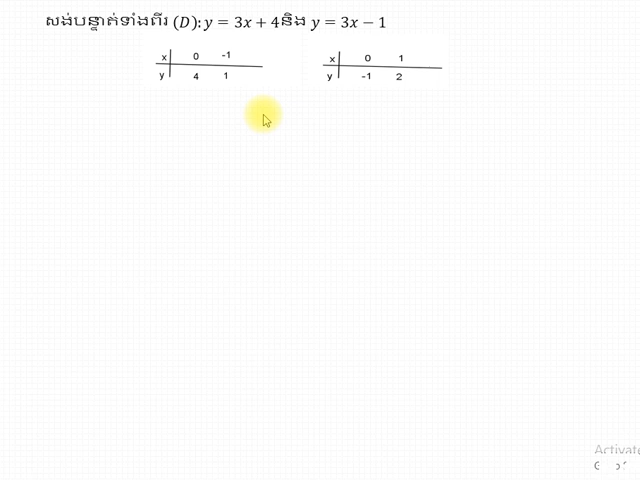 សង់បន្ទាត់ទាំងពីរ (D): y = 3x + 4និង y = 3x − 1
x 0 -1
y 4 1
x 0 1
y -1 2
Activate